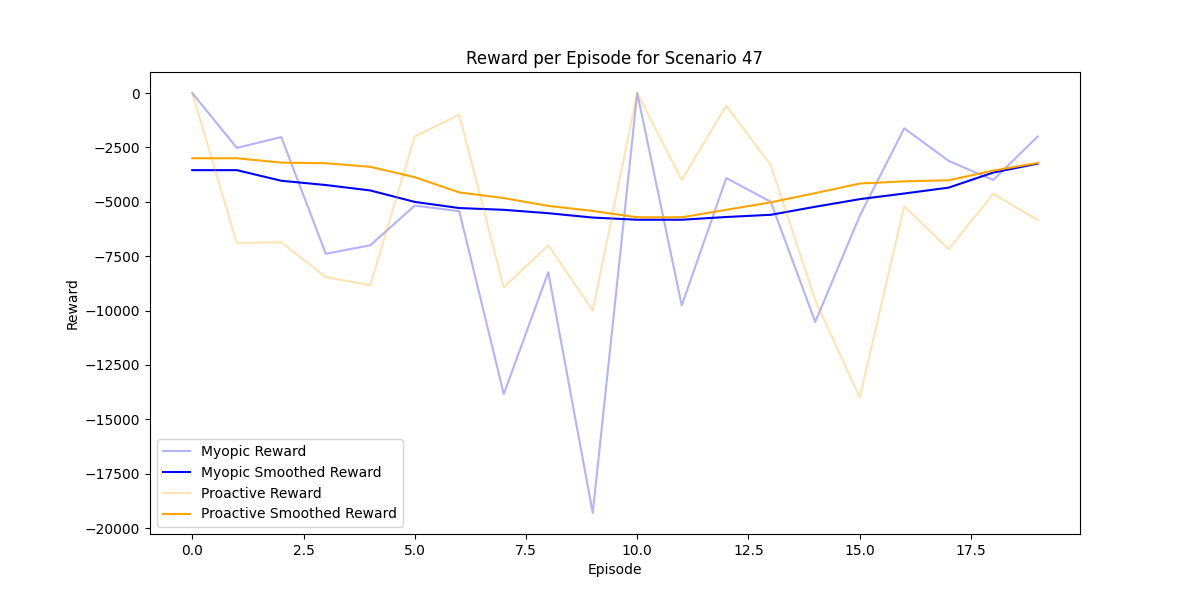 Reward per Episode for Scenario 47
0
−2500
−5000
−7500
−10000
−12500
−15000
−17500
−20000
Reward
Myopic Reward
Myopic Smoothed Reward
Proactive Reward
Proactive Smoothed Reward
0.0 2.5 5.0 7.5 10.0 12.5 15.0 17.5
Episode